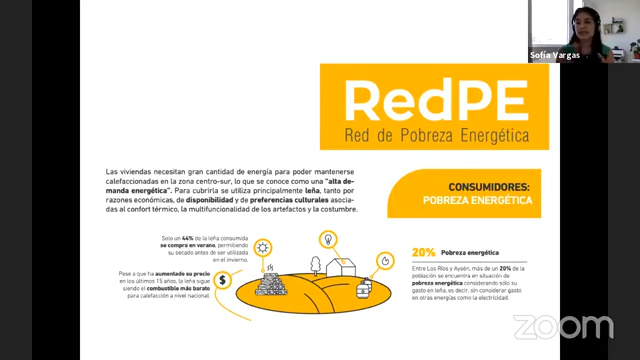 Sofía Vargas
RedPE
Red de Pobreza Energética
Las viviendas necesitan gran cantidad de energía para poder mantenerse
calefaccionadas en la zona centro-sur, lo que se conoce como una "alta de-
manda energética". Para cubrirla se utiliza principalmente leña, tanto por
razones económicas, de disponibilidad y de preferencias culturales asocia-
das al confort térmico, la multifuncionalidad de los artefactos y la costumbre.
CONSUMIDORES:
POBREZA ENERGÉTICA
Solo un 44% de la leña consumida
se compra en verano, permitiendo
su secado antes de ser utilizada
en el invierno.
Pese a que ha aumentado su precio
en los últimos 15 años, la leña sigue
siendo el combustible más barato
para calefacción a nivel nacional.
$
20% Pobreza energética
Entre Los Ríos y Aysén, más de un 20% de la
población se encuentra en situación de
pobreza energética considerando sólo su
gasto en leña, es decir, sin considerar gastar
en otras energías como la electricidad.
zoom